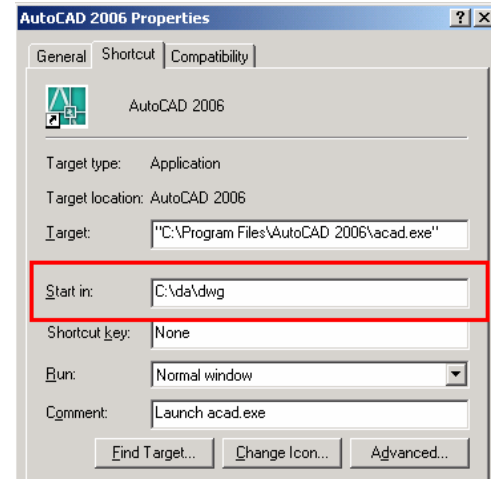 AutoCAD 2006 Properties ? X
General Shortcut Compatibility
AutoCAD 2006
Target type: Application
Target location: AutoCAD 2006
Target: "C:\Program Files\AutoCAD 2006\acad.exe"
Start in: C:\da\dwg
Shortcut key: None
Run: Normal window
Comment: Launch acad.exe
Find Target... Change Icon... Advanced...